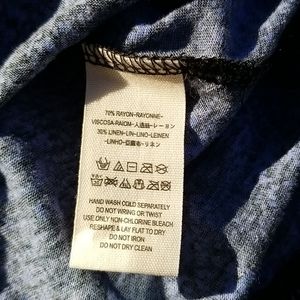 70% RAYON-RAYONNE-
VISCOSA-RAIOM-人造絲-レーヨン
30% LINEN-LIN-LINO-LEINEN
-LINHO-亞麻布-リネン
HAND WASH COLD SEPARATELY
DO NOT WRING OR TWIST
USE ONLY NON-CHLORINE BLEACH
RESHAPE & LAY FLAT TO DRY
DO NOT IRON
DO NOT DRY CLEAN